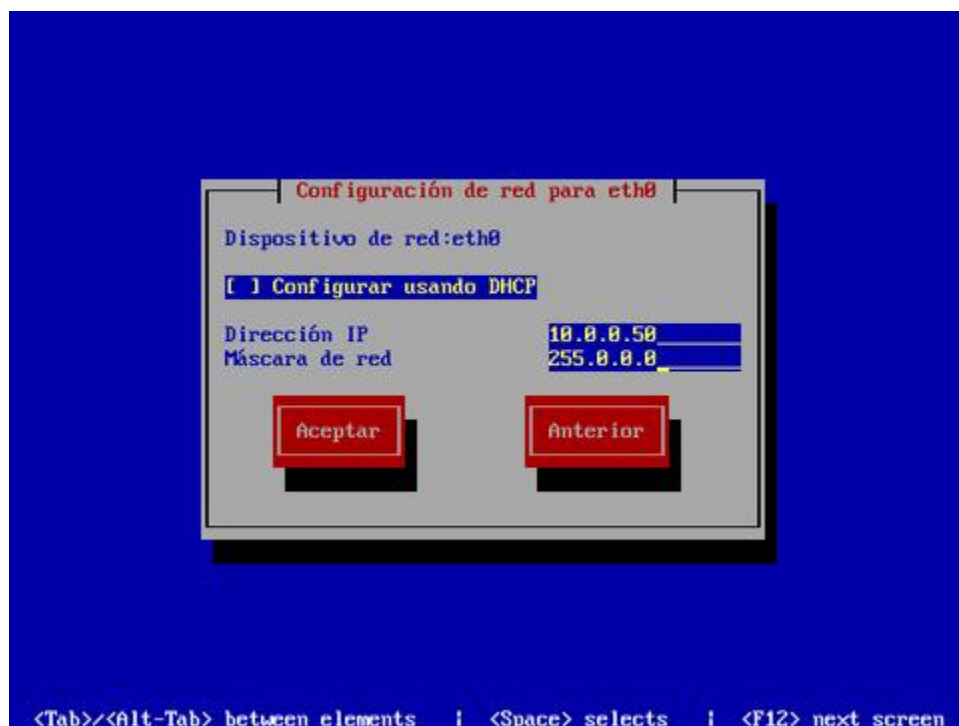 Configuración de red para eth0
Dispositivo de red:eth0
[ ] Configurar usando DHCP
Dirección IP 10.0.0.50
Máscara de red 255.0.0.0
Aceptar Anterior
<Tab>/<Alt-Tab> between elements | <Space> selects | <F12> next screen